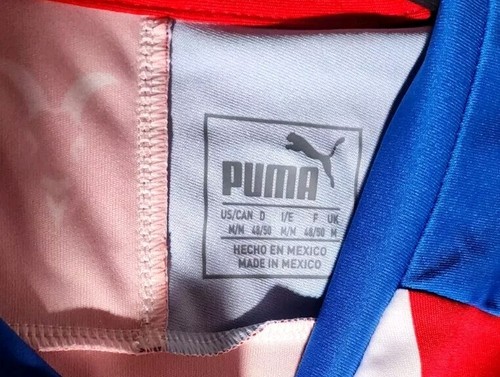 PUMA
US/CAN D I/E F UK
M/M 48/50 M/M 48/50 M
HECHO EN MEXICO
MADE IN MEXICO